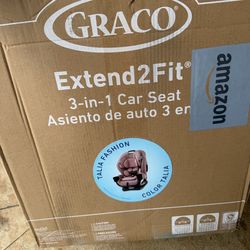 GRACO
Extend2Fit®
3-in-1 Car Seat
Asiento de auto 3 en
amazon
TALIA FASHION
COLOR TALIA